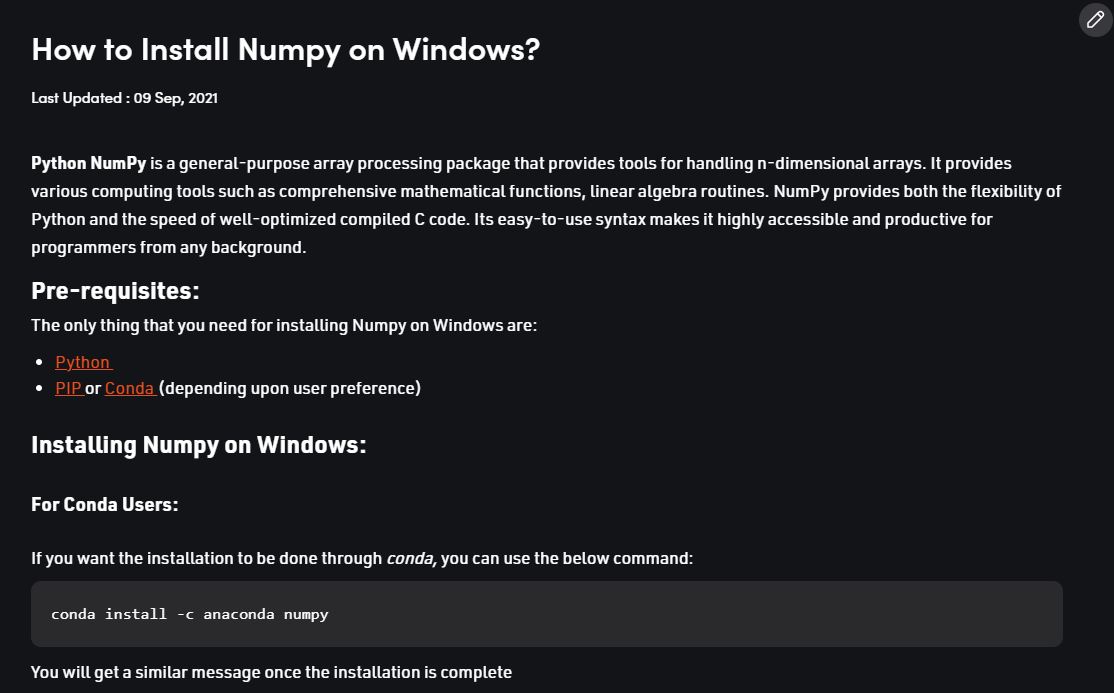 How to Install Numpy on Windows?
Last Updated : 09 Sep, 2021
Python NumPy is a general-purpose array processing package that provides tools for handling n-dimensional arrays. It provides
various computing tools such as comprehensive mathematical functions, linear algebra routines. NumPy provides both the flexibility of
Python and the speed of well-optimized compiled C code. Its easy-to-use syntax makes it highly accessible and productive for
programmers from any background.
Pre-requisites:
The only thing that you need for installing Numpy on Windows are:
• Python
• PIP or Conda (depending upon user preference)
Installing Numpy on Windows:
For Conda Users:
If you want the installation to be done through conda, you can use the below command:
conda install -c anaconda numpy
You will get a similar message once the installation is complete